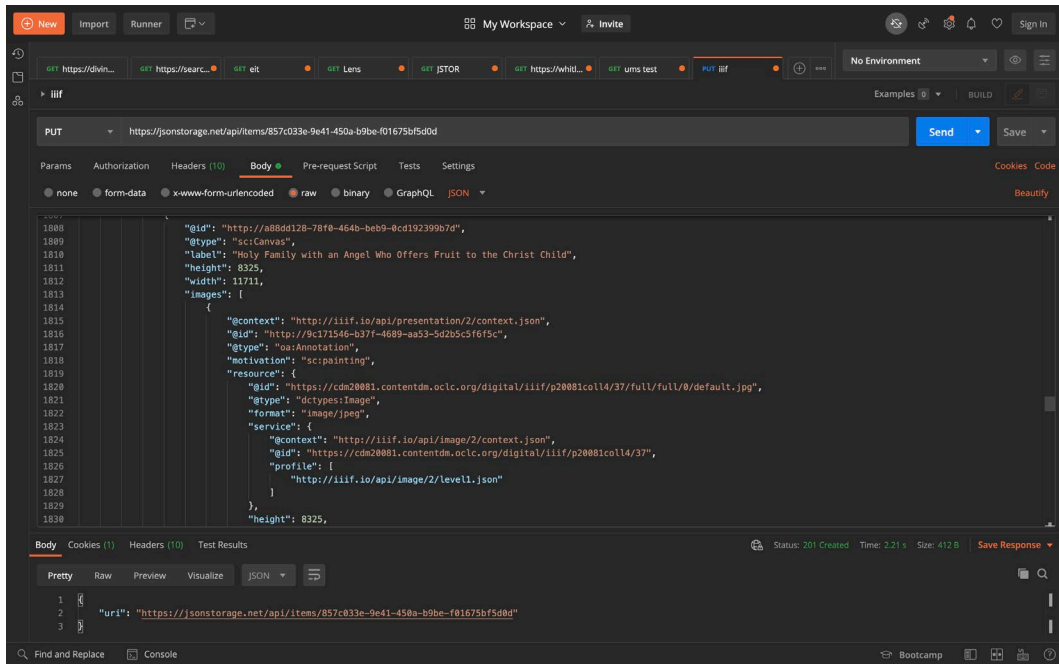 New Import Runner My Workspace Invite Sign In
GET https://divin... GET https://searc... GET eit GET Lens GET JSTOR GET https://whitl... GET ums test PUT iiif No Environment
iiif Examples 0 BUILD
PUT https://jsonstorage.net/api/items/857c033e-9e41-450a-b9be-f01675bf5d0d Send Save
Params Authorization Headers (10) Body Pre-request Script Tests Settings Cookies Code
none form-data x-www-form-urlencoded raw binary GraphQL JSON Beautify
{
1808 "@id": "http://a88dd128-78f0-464b-beb9-0cd192399b7d",
1809 "@type": "sc:Canvas",
1810 "label": "Holy Family with an Angel Who Offers Fruit to the Christ Child",
1811 "height": 8325,
1812 "width": 11711,
1813 "images": [
1814 {
1815 "@context": "http://iiif.io/api/presentation/2/context.json",
1816 "@id": "http://9c171546-b37f-4689-aa53-5d2b5c5f6f5c",
1817 "@type": "oa:Annotation",
1818 "motivation": "sc:painting",
1819 "resource": {
1820 "@id": "https://cdm20081.contentdm.oclc.org/digital/iiif/p20081coll4/37/full/full/0/default.jpg",
1821 "@type": "dctypes:Image",
1822 "format": "image/jpeg",
1823 "service": {
1824 "@context": "http://iiif.io/api/image/2/context.json",
1825 "@id": "https://cdm20081.contentdm.oclc.org/digital/iiif/p20081coll4/37",
1826 "profile": [
1827 "http://iiif.io/api/image/2/level1.json"
1828 ]
1829 },
1830 "height": 8325,
Body Cookies (1) Headers (10) Test Results Status: 201 Created Time: 2.21 s Size: 412 B Save Response
Pretty Raw Preview Visualize JSON
1 {
2 "uri": "https://jsonstorage.net/api/items/857c033e-9e41-450a-b9be-f01675bf5d0d"
3 }
Find and Replace Console Bootcamp